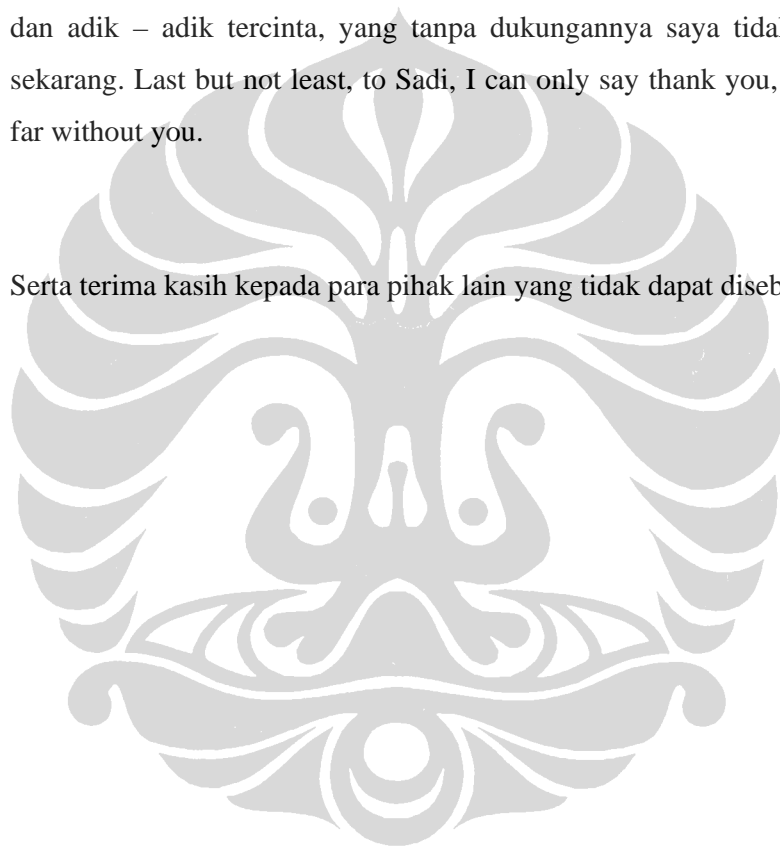 dan adik – adik tercinta, yang tanpa dukungannya saya tidak
sekarang. Last but not least, to Sadi, I can only say thank you,
far without you.
Serta terima kasih kepada para pihak lain yang tidak dapat diseb